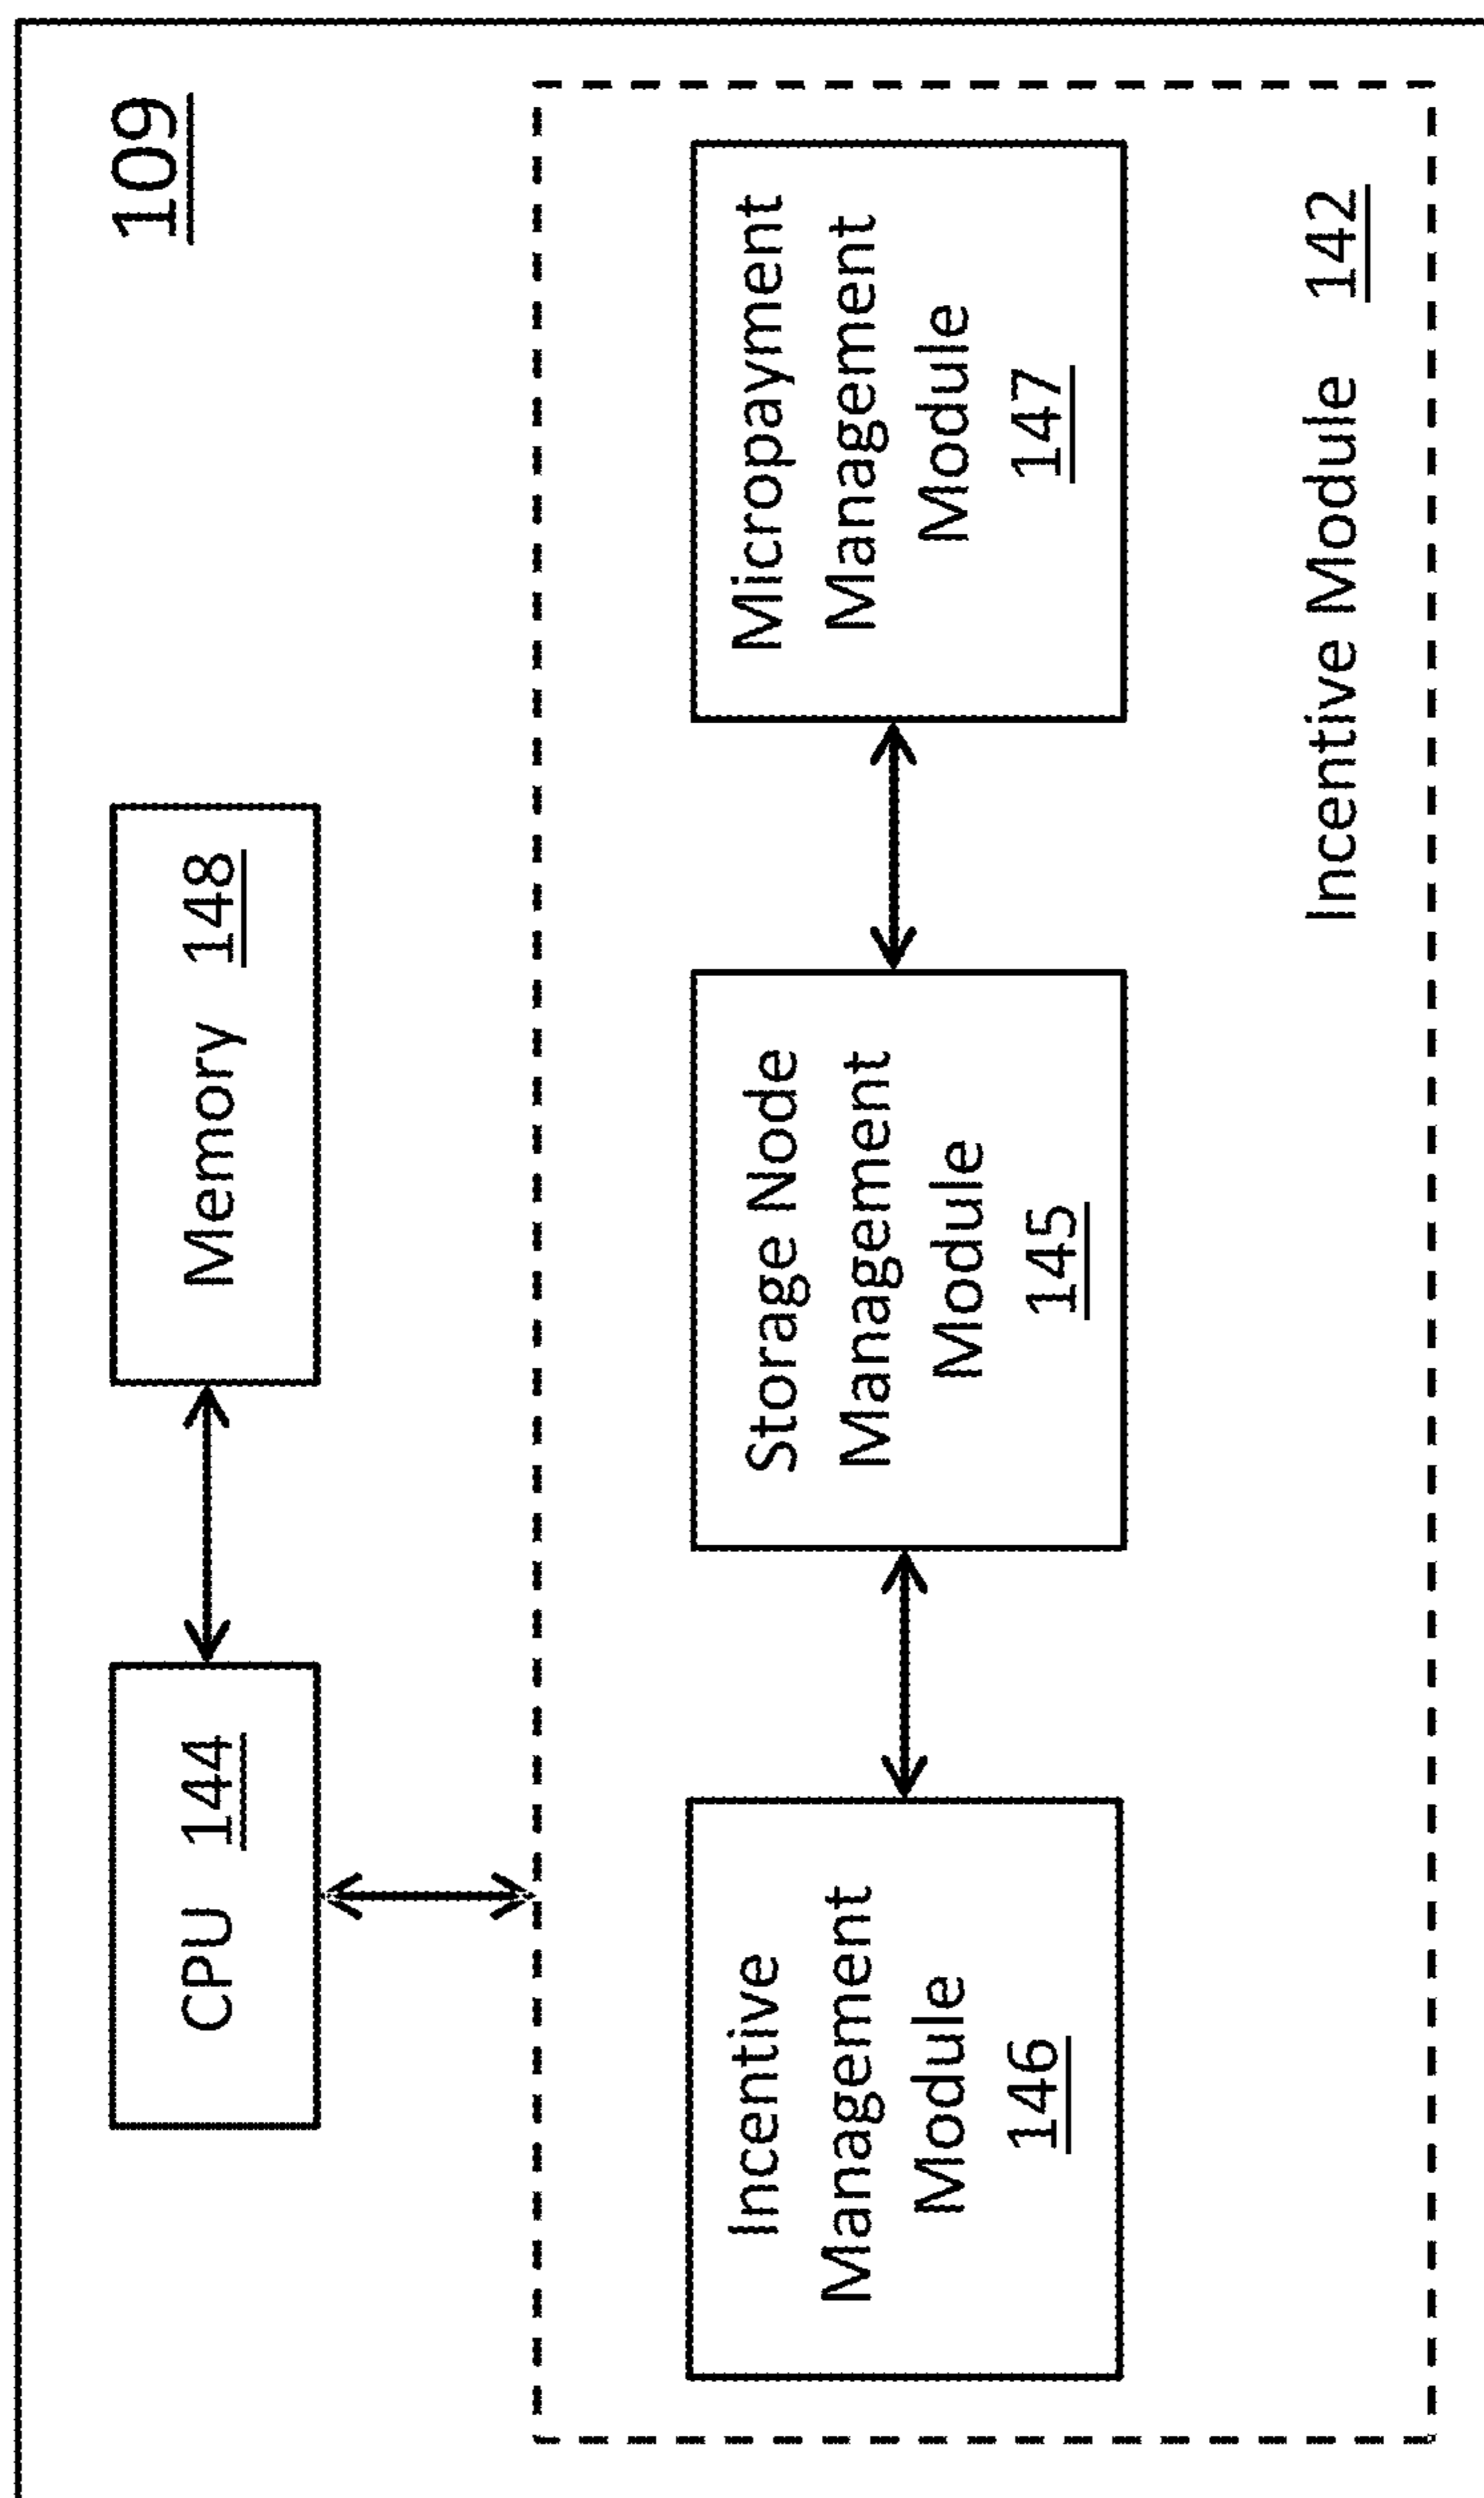 109
CPU 144
Memory 148
Incentive
Management
Module
146
Storage Node
Management
Module
145
Micropayment
Management
Module
147
Incentive Module 142